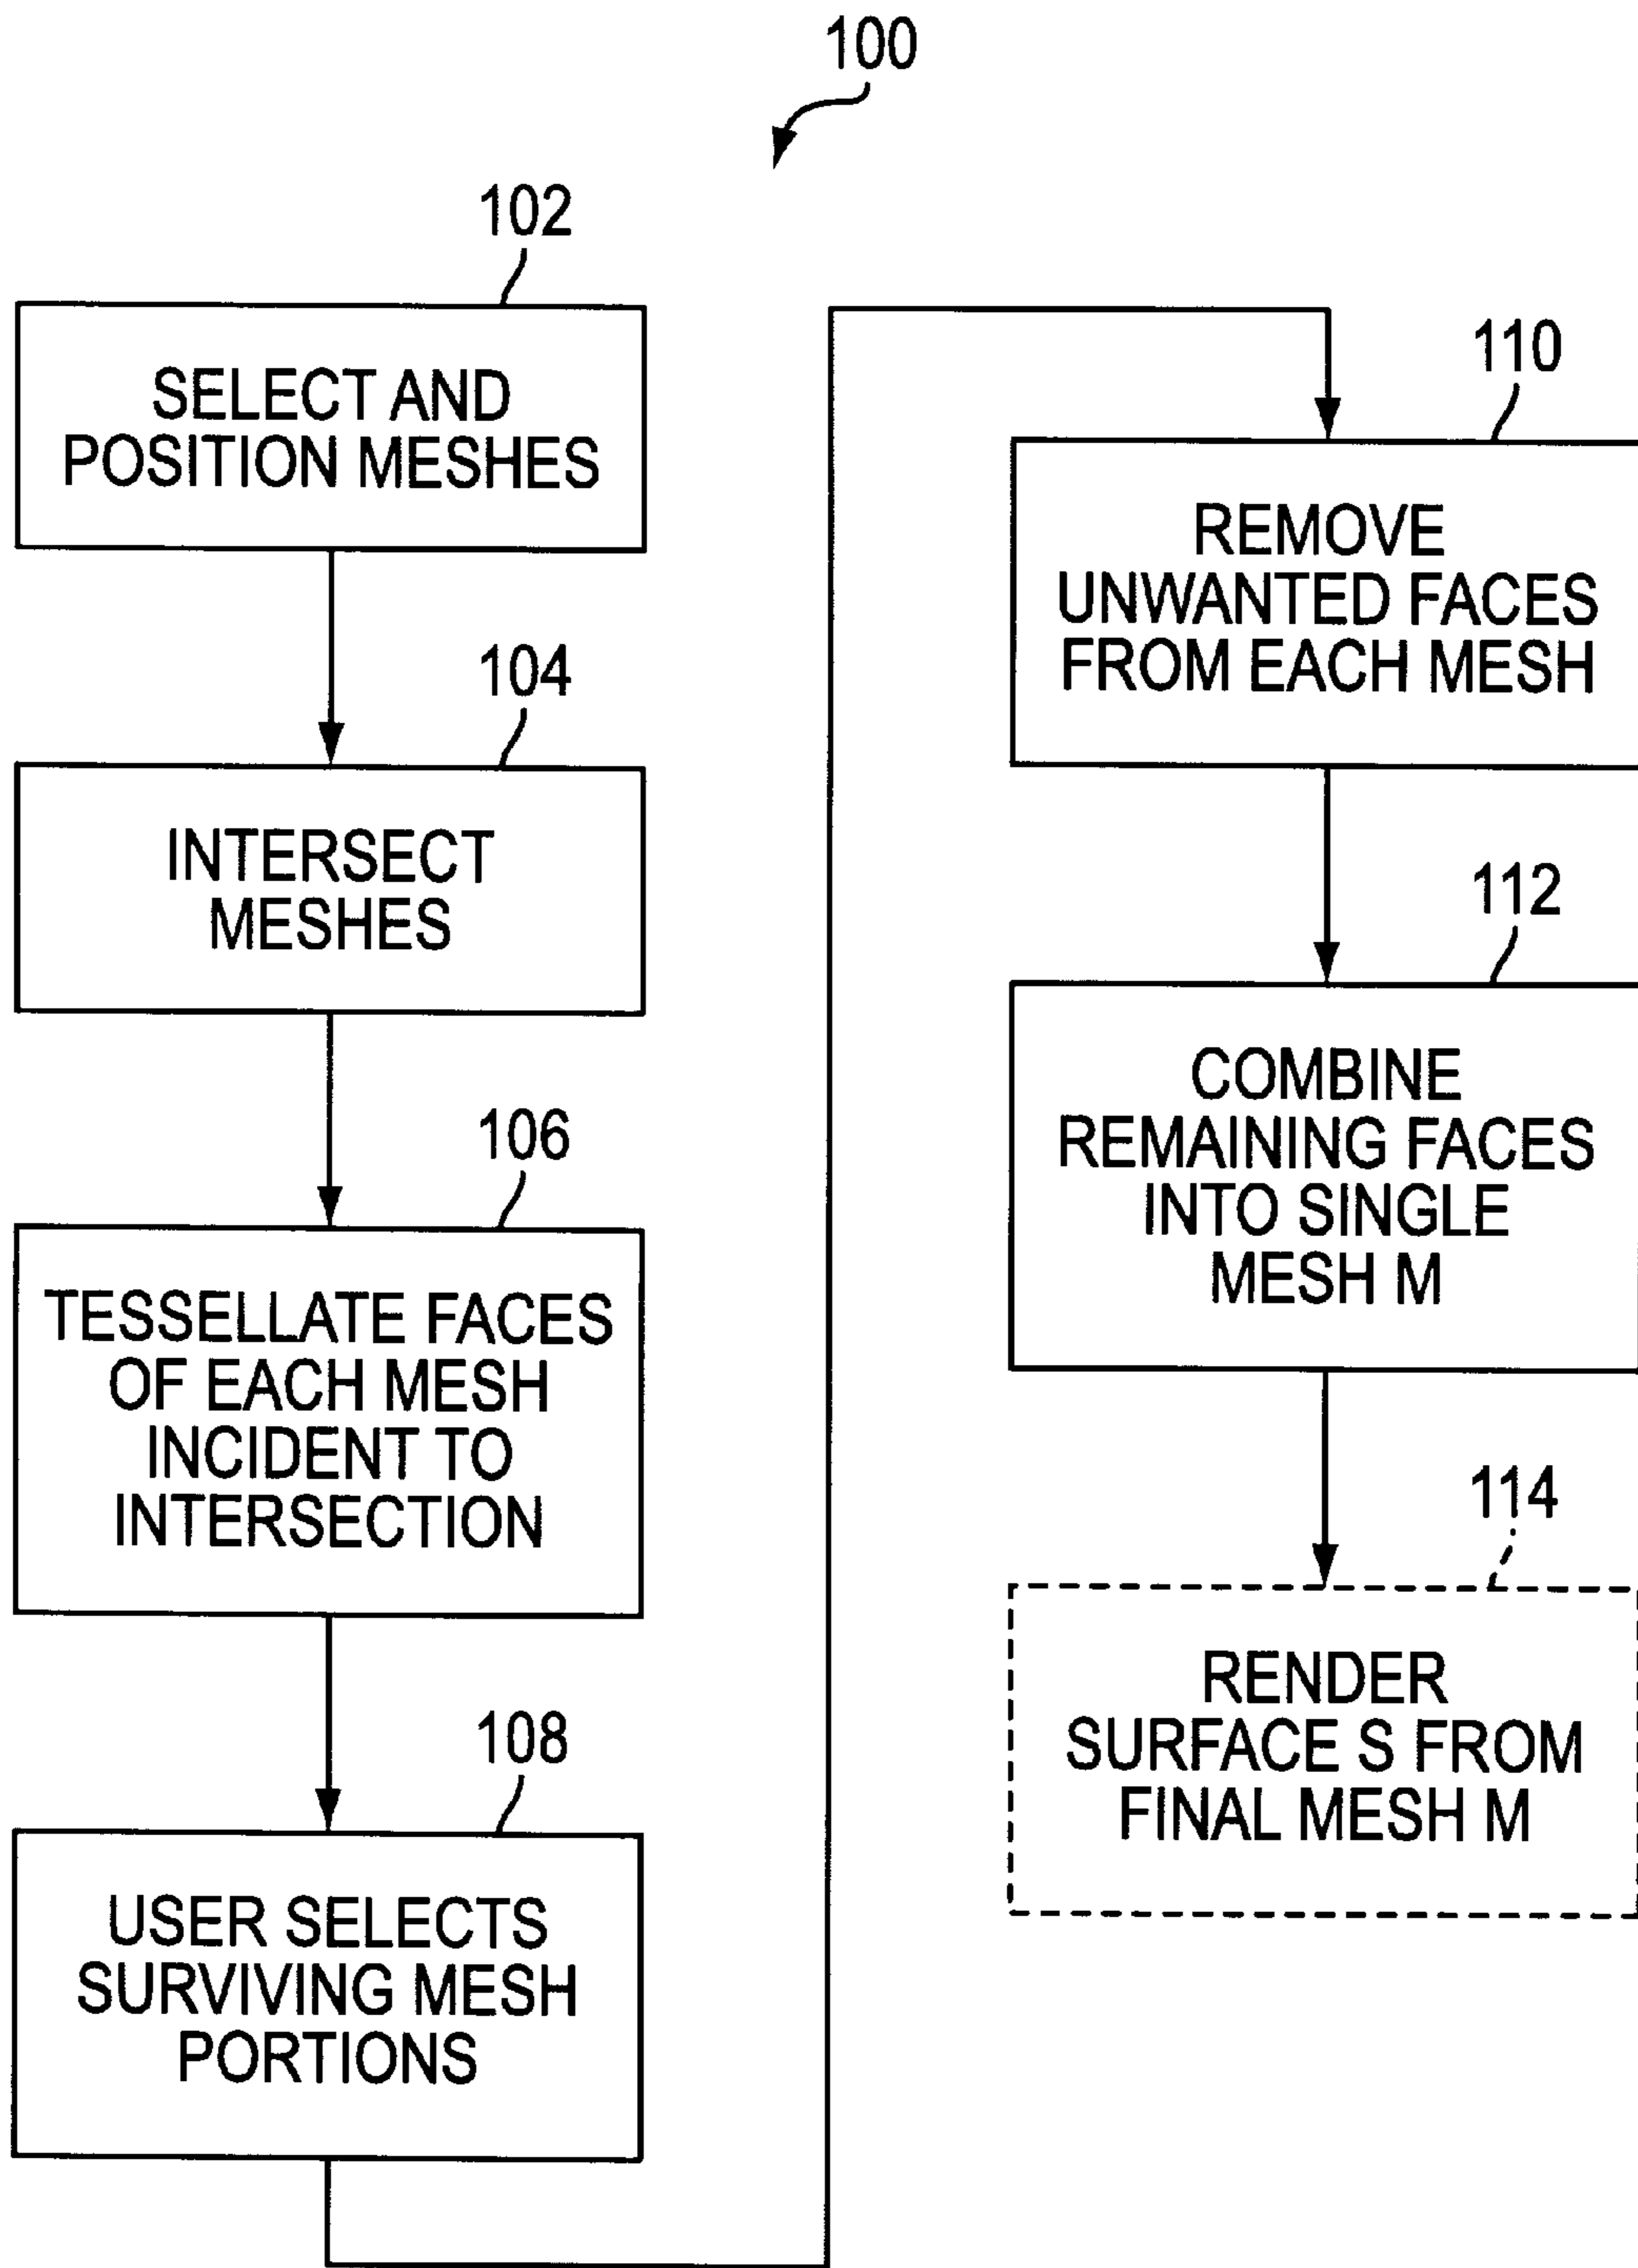 100
102
SELECT AND
POSITION MESHES
104
INTERSECT
MESHES
106
TESSELLATE FACES
OF EACH MESH
INCIDENT TO
INTERSECTION
108
USER SELECTS
SURVIVING MESH
PORTIONS
110
REMOVE
UNWANTED FACES
FROM EACH MESH
112
COMBINE
REMAINING FACES
INTO SINGLE
MESH M
114
RENDER
SURFACE S FROM
FINAL MESH M